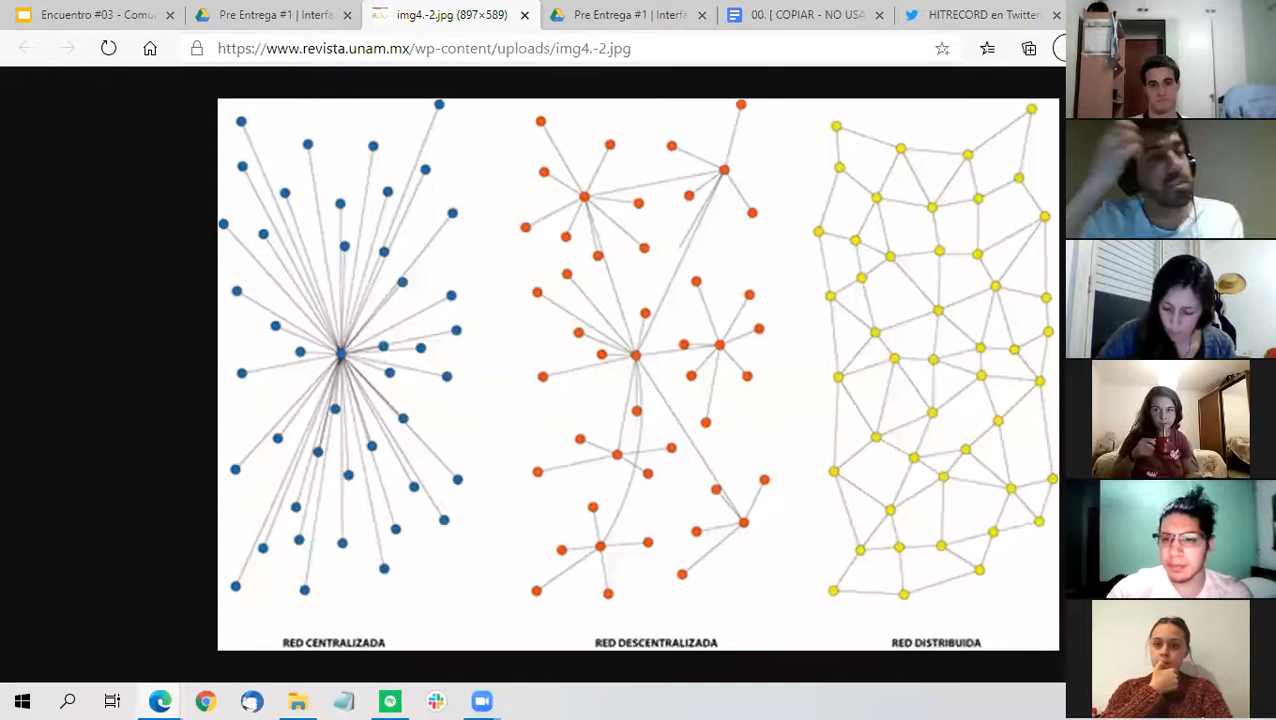 Encuentro #03: Comun
Pre Entrega #1 | Interfa
img4.-2.jpg (897×589)
Pre Entrega #1 | Interfa
00. [ COPIAR NO USA
HITRECORD en Twitter
https://www.revista.unam.mx/wp-content/uploads/img4.-2.jpg
RED CENTRALIZADA
RED DESCENTRALIZADA
RED DISTRIBUIDA